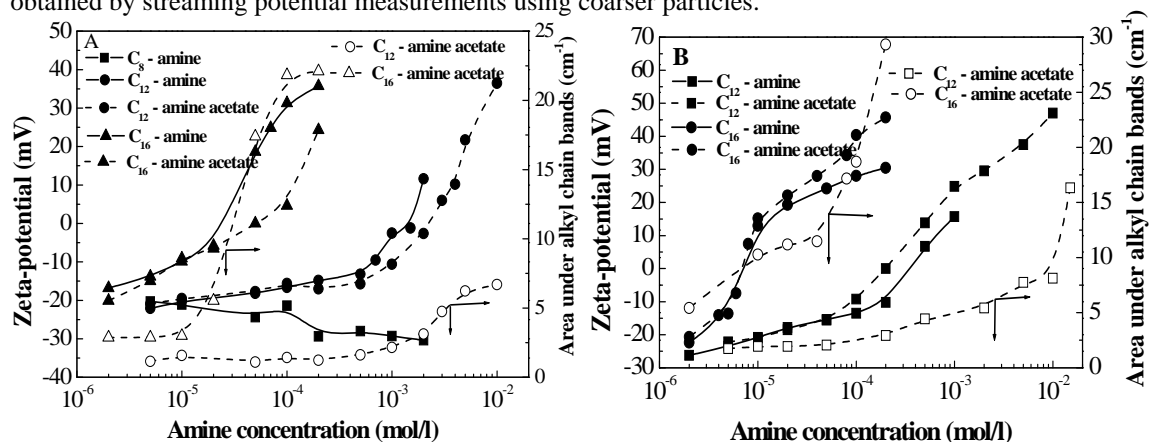 obtained by streaming potential measurements using coarser particles.
A
C8 - amine
C12 - amine
C12 - amine acetate
C16 - amine
C16 - amine acetate
C12 - amine acetate
C16 - amine acetate
Zeta-potential (mV)
50
40
30
20
10
0
-10
-20
-30
-40
25
20
15
10
5
0
Area under alkyl chain bands (cm-1)
10-6
10-5
10-4
10-3
10-2
Amine concentration (mol/l)
B
C12 - amine
C12 - amine acetate
C16 - amine
C16 - amine acetate
C12 - amine acetate
C16 - amine acetate
Zeta-potential (mV)
70
60
50
40
30
20
10
0
-10
-20
-30
30
25
20
15
10
5
0
Area under alkyl chain bands (cm-1)
10-6
10-5
10-4
10-3
10-2
Amine concentration (mol/l)